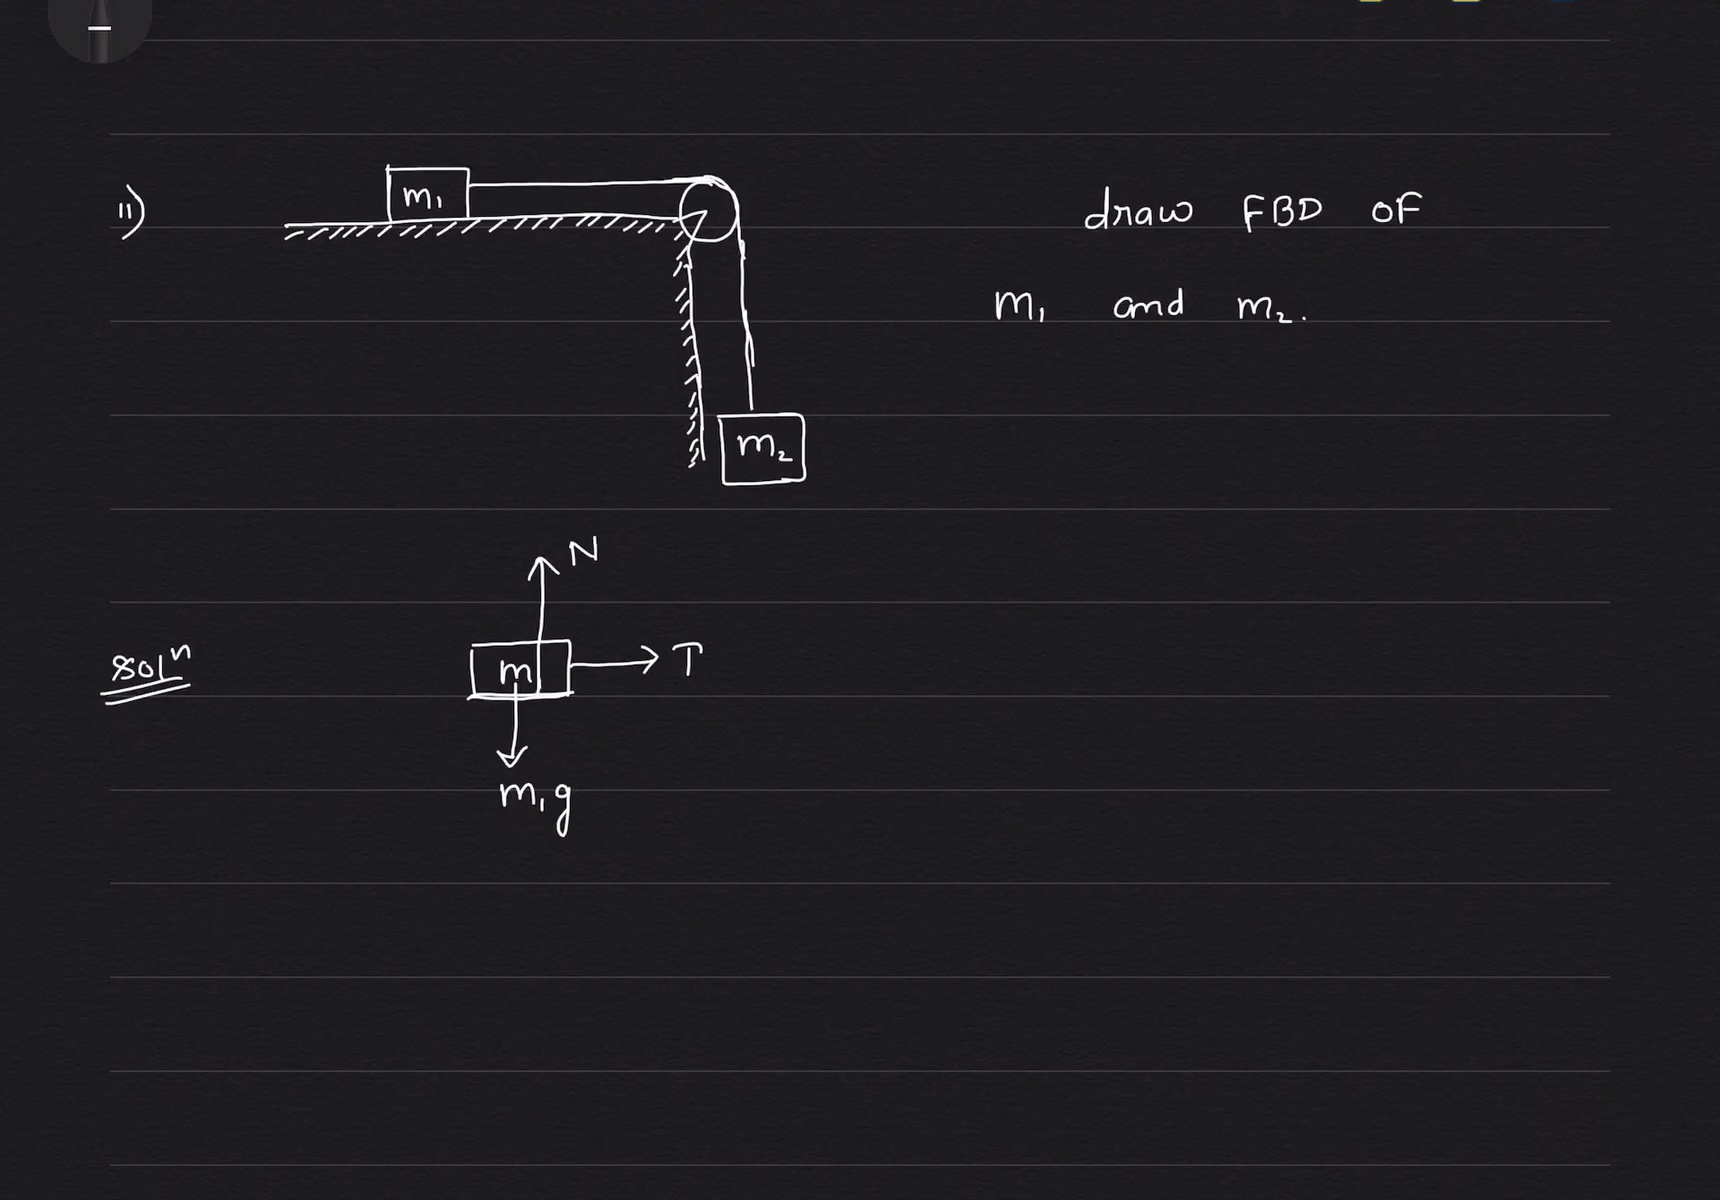 11) m₁ draw FBD OF
m₁ and m₂.
m₂
N
solⁿ m T
m₁g